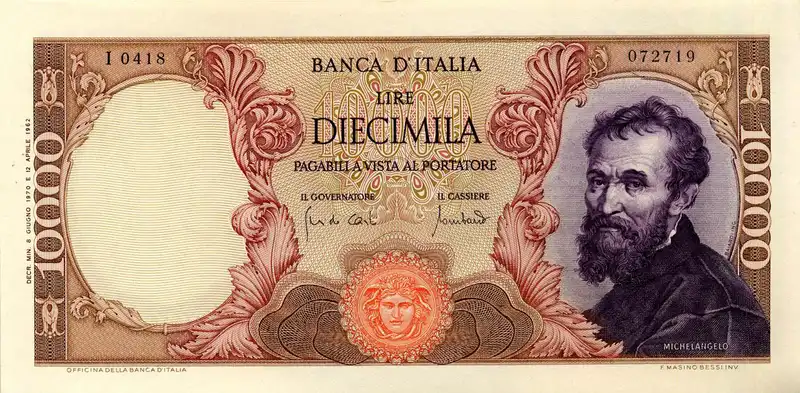 I 0418
072719
BANCA D'ITALIA
LIRE
10000
DIECIMILA
PAGABILI A VISTA AL PORTATORE
IL GOVERNATORE
IL CASSIERE
10000
10000
DECR. MIN. 8 GIUGNO 1970 E 12 APRILE 1962
MICHELANGELO
OFFICINA DELLA BANCA D'ITALIA
F. MASINO BESSI INV.